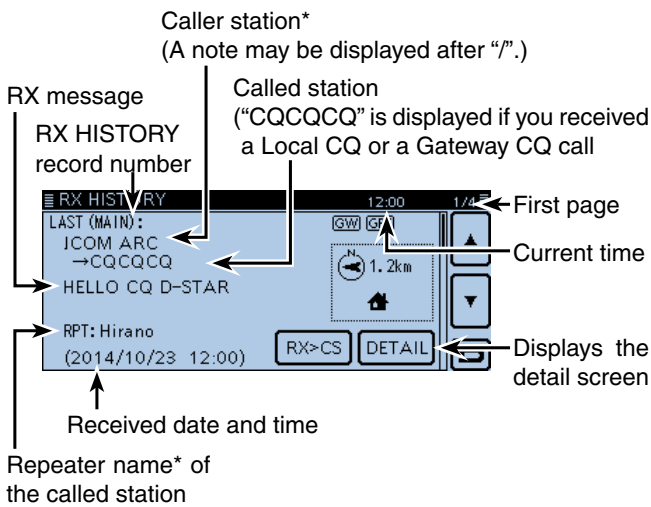 Caller station*
(A note may be displayed after “/”.)
Called station
(“CQCQCQ” is displayed if you received
a Local CQ or a Gateway CQ call
RX message
RX HISTORY
record number
RX HISTORY
12:00
1/4
First page
LAST (MAIN):
GW
Current time
ICOM ARC
→CQCQCQ
N
1.2km
HELLO CQ D-STAR
RPT: Hirano
(2014/10/23 12:00)
RX>CS
DETAIL
Displays the
detail screen
Received date and time
Repeater name* of
the called station